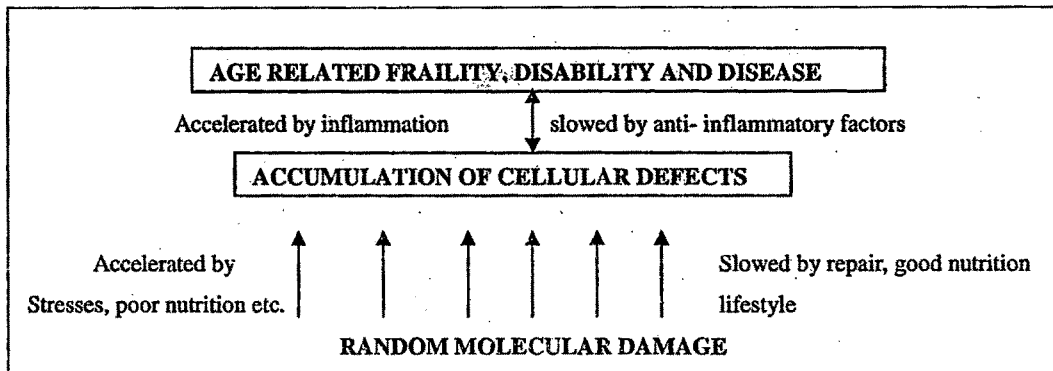 AGE RELATED FRAILITY, DISABILITY AND DISEASE
Accelerated by inflammation slowed by anti- inflammatory factors
ACCUMULATION OF CELLULAR DEFECTS
Accelerated by Slowed by repair, good nutrition
Stresses, poor nutrition etc. lifestyle
RANDOM MOLECULAR DAMAGE